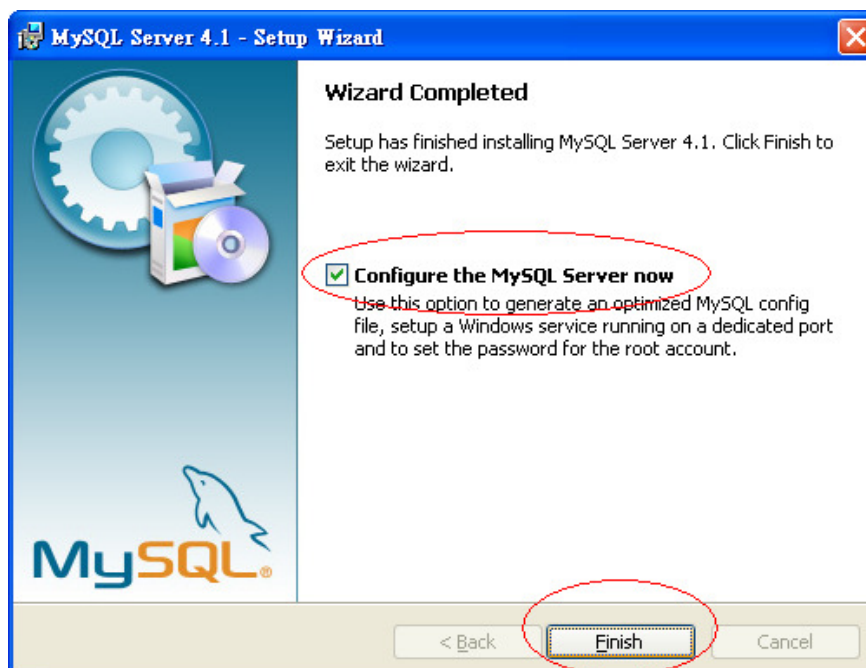 MySQL Server 4.1 - Setup Wizard
Wizard Completed
Setup has finished installing MySQL Server 4.1. Click Finish to
exit the wizard.
Configure the MySQL Server now
Use this option to generate an optimized MySQL config
file, setup a Windows service running on a dedicated port
and to set the password for the root account.
MySQL®
< Back
Finish
Cancel